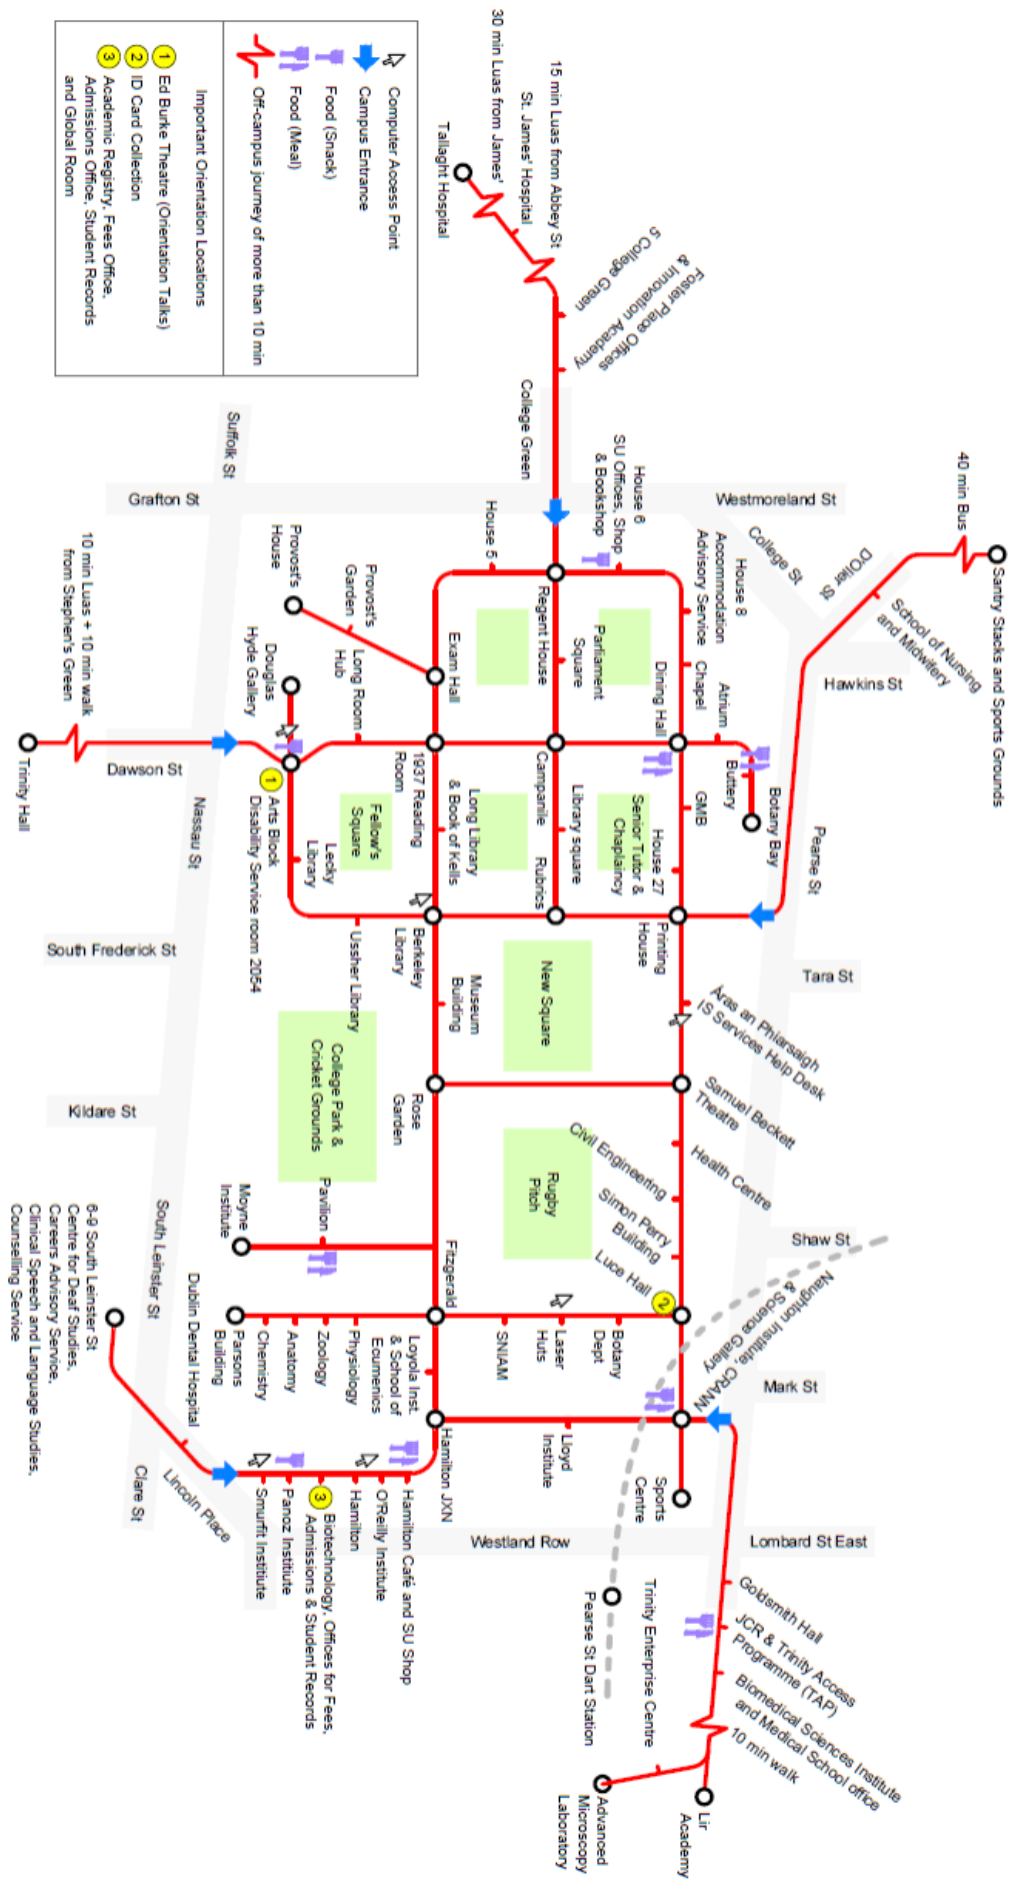 Computer Access Point
Campus Entrance
Food (Snack)
Food (Meal)
Off-campus journey of more than 10 min
Important Orientation Locations
1 Ed Burke Theatre (Orientation Talks)
2 ID Card Collection
3 Academic Registry, Fees Office,
Admissions Office, Student Records
and Global Room
40 min Bus
Santry Stacks and Sports Grounds
School of Nursing
and Midwifery
D'Olier St
College St
Hawkins St
Westmoreland St
Pearse St
Tara St
Shaw St
Mark St
Lombard St East
15 min Luas from Abbey St
St. James' Hospital
30 min Luas from James'
Tallaght Hospital
5 College Green
Foster Place Offices
& Innovation Academy
College Green
House 6
SU Offices, Shop
& Bookshop
House 5
Regent House
House 8
Accommodation
Advisory Service
Chapel
Dining Hall
Atrium
Buttery
Botany Bay
GMB
House 27
Senior Tutor &
Chaplaincy
Printing
House
Parliament
Square
Campanile
Library square
Rubrics
Exam Hall
Provost's
Garden
Provost's
House
1937 Reading
Room
Long Library
& Book of Kells
Berkeley
Library
Long Room
Hub
Douglas
Hyde Gallery
Fellow's
Square
1
Arts Block
Disability Service room 2054
Lecky
Library
Ussher Library
New Square
Museum
Building
Rose
Garden
College Park &
Cricket Grounds
Áras an Phiarsaigh
IS Services Help Desk
Samuel Beckett
Theatre
Health Centre
Civil Engineering
Simon Perry
Building
Luce Hall
2
Rugby
Pitch
Naughton Institute, CRANN
& Science Gallery
Sports
Centre
Botany
Dept
Laser
Huts
SNIAM
Lloyd
Institute
Fitzgerald
Pavilion
Moyne
Institute
Loyola Inst.
& School of
Ecumenics
Physiology
Zoology
Anatomy
Chemistry
Parsons
Building
Hamilton JXN
Hamilton Café and SU Shop
O'Reilly Institute
Hamilton
3
Biotechnology, Offices for Fees,
Admissions & Student Records
Panoz Institiute
Smurfit Institiute
Dublin Dental Hospital
6-9 South Leinster St
Centre for Deaf Studies,
Careers Advisory Service,
Clinical Speech and Language Studies,
Counselling Service
Goldsmith Hall
JCR & Trinity Access
Programme (TAP)
Biomedical Sciences Institute
and Medical School office
10 min walk
Lir
Academy
Trinity Enterprise Centre
Advanced
Microscopy
Laboratory
Pearse St Dart Station
Westland Row
Lincoln Place
Clare St
South Leinster St
Kildare St
South Frederick St
Nassau St
Dawson St
Grafton St
Suffolk St
10 min Luas + 10 min walk
from Stephen's Green
Trinity Hall